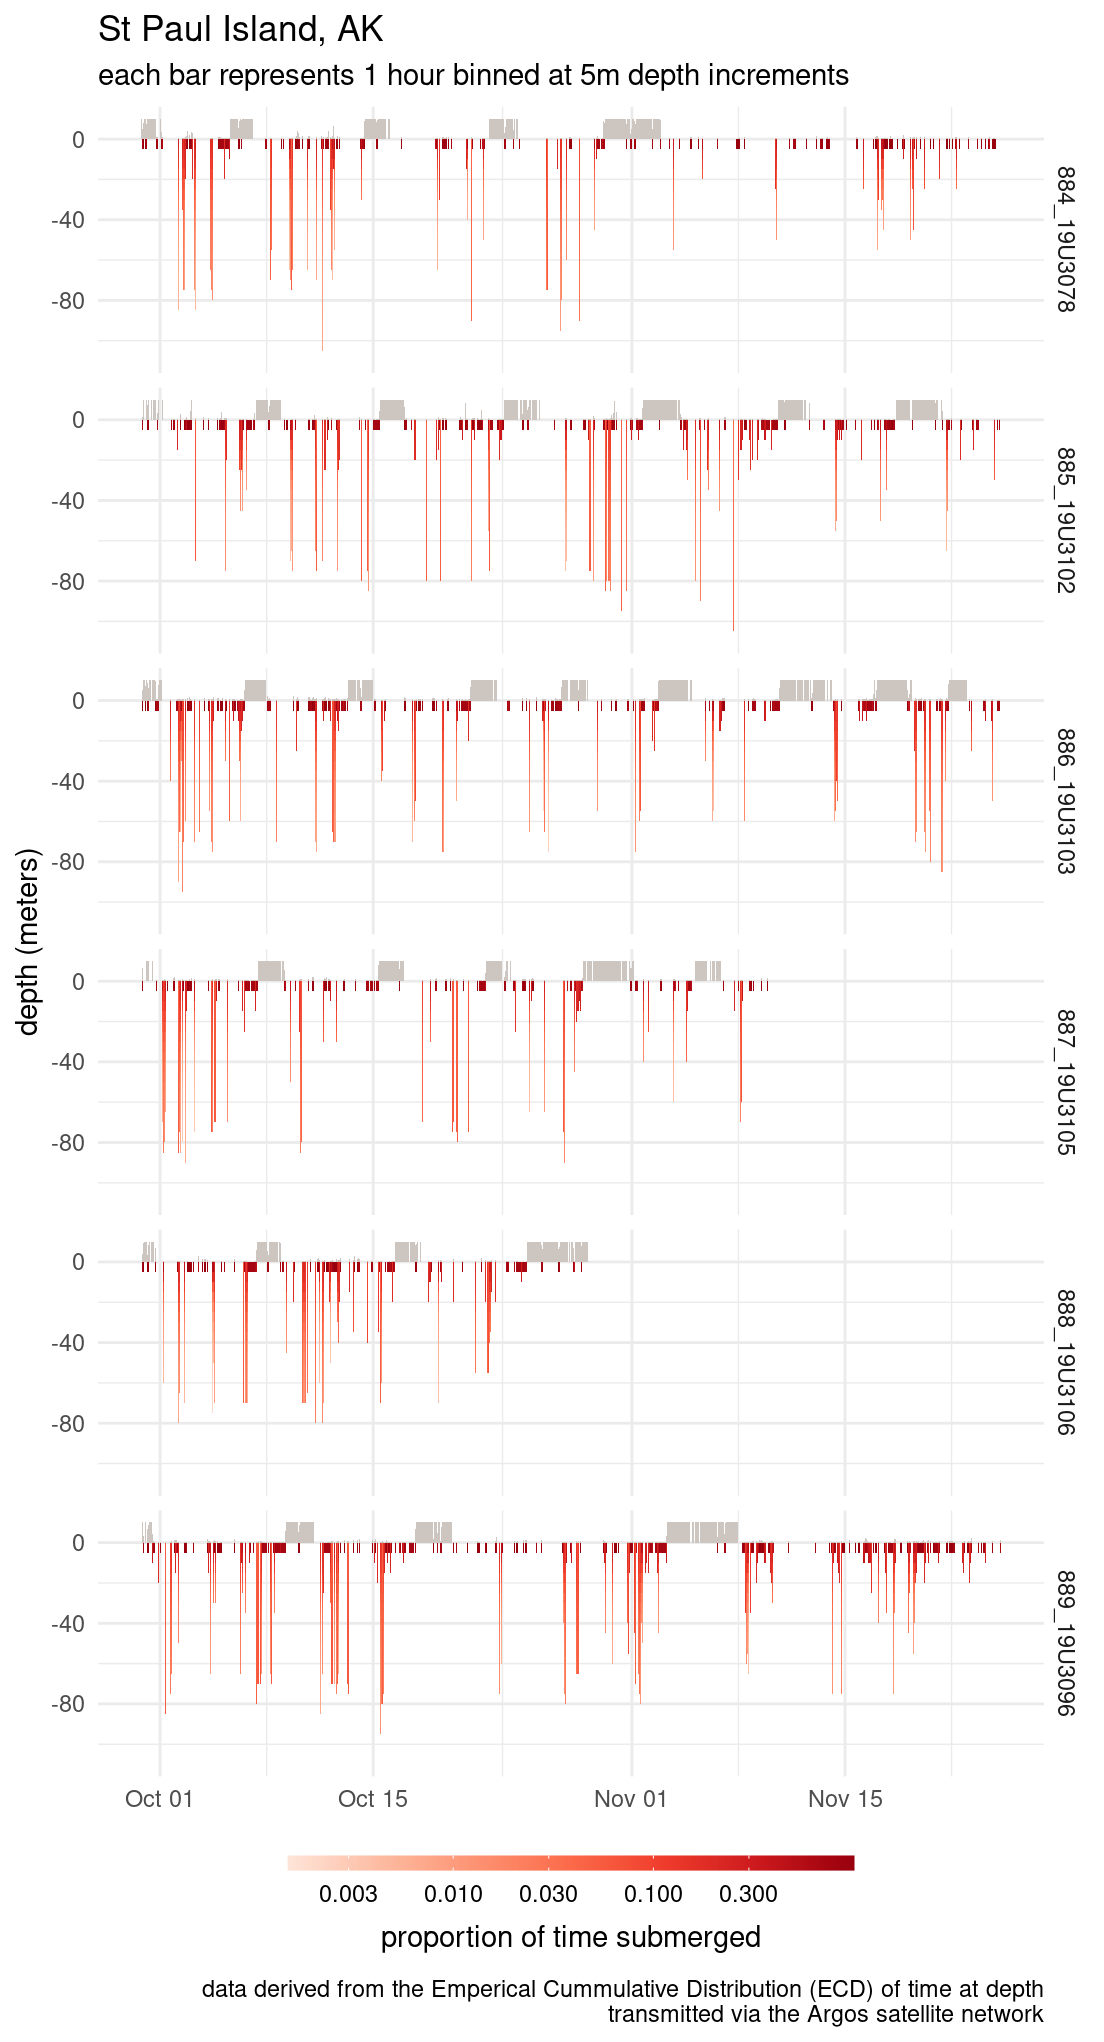 St Paul Island, AK
each bar represents 1 hour binned at 5m depth increments
0
-40
-80
884_19U3078
0
-40
-80
885_19U3102
0
-40
-80
886_19U3103
depth (meters)
0
-40
-80
887_19U3105
0
-40
-80
888_19U3106
0
-40
-80
889_19U3096
Oct 01 Oct 15 Nov 01 Nov 15
0.003 0.010 0.030 0.100 0.300
proportion of time submerged
data derived from the Emperical Cummulative Distribution (ECD) of time at depth
transmitted via the Argos satellite network